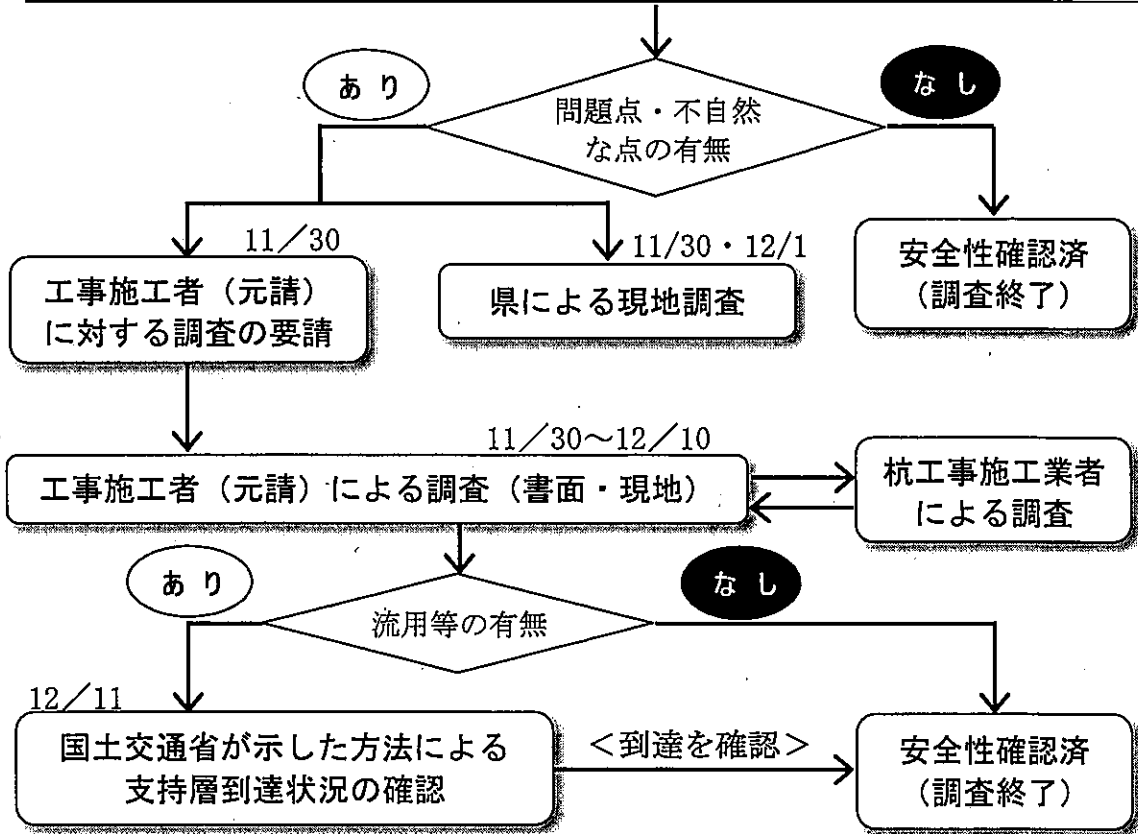 あり
なし
問題点・不自然
な点の有無
11／30
11/30・12/1
工事施工者（元請）
に対する調査の要請
県による現地調査
安全性確認済
（調査終了）
11／30～12／10
工事施工者（元請）による調査（書面・現地）
杭工事施工業者
による調査
あり
なし
流用等の有無
12／11
国土交通省が示した方法による
支持層到達状況の確認
＜到達を確認＞
安全性確認済
（調査終了）